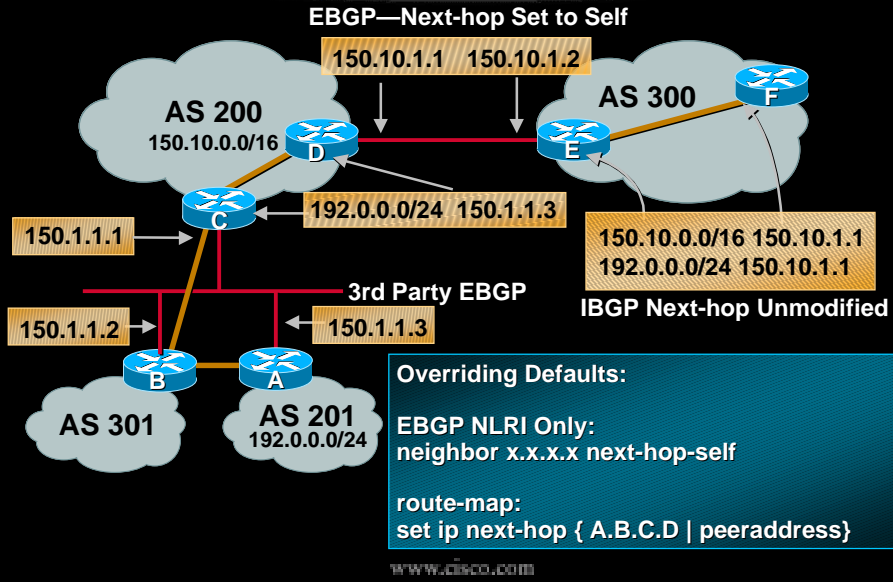 EBGP—Next-hop Set to Self
150.10.1.1 150.10.1.2
AS 200
150.10.0.0/16
D
AS 300
F
E
C
192.0.0.0/24 150.1.1.3
150.1.1.1
150.10.0.0/16 150.10.1.1
192.0.0.0/24 150.10.1.1
IBGP Next-hop Unmodified
3rd Party EBGP
150.1.1.2
150.1.1.3
B
A
AS 301
AS 201
192.0.0.0/24
Overriding Defaults:
EBGP NLRI Only:
neighbor x.x.x.x next-hop-self
route-map:
set ip next-hop { A.B.C.D | peeraddress}
www.cisco.com